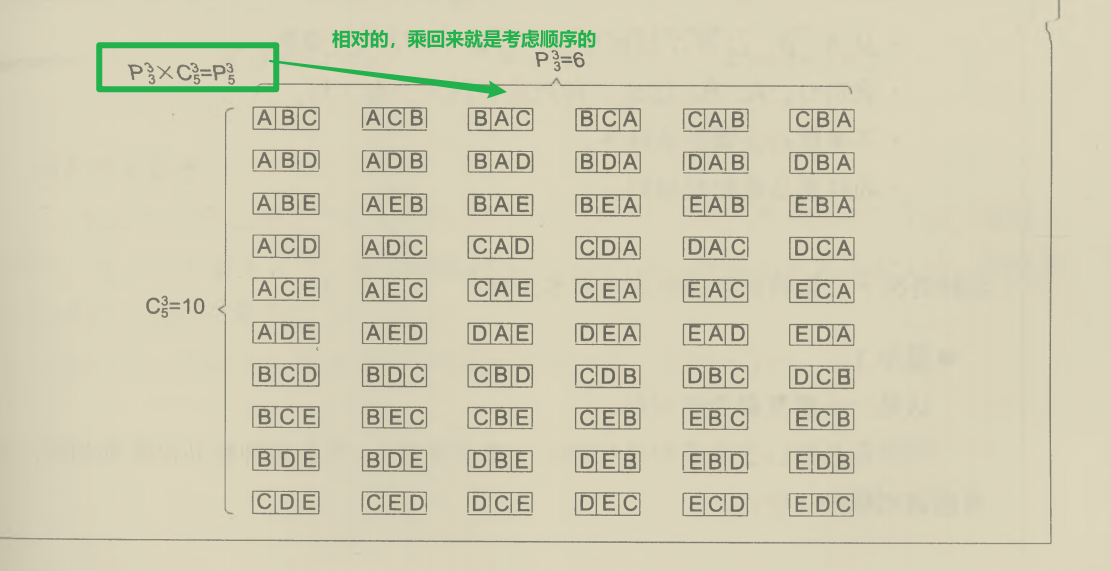 相对的，乘回来就是考虑顺序的
P³₃=6
P³₃×C³₅=P³₅
ABC ACB BAC BCA CAB CBA
ABD ADB BAD BDA DAB DBA
ABE AEB BAE BEA EAB EBA
ACD ADC CAD CDA DAC DCA
ACE AEC CAE CEA EAC ECA
C³₅=10
ADE AED DAE DEA EAD EDA
BCD BDC CBD CDB DBC DCB
BCE BEC CBE CEB EBC ECB
BDE BDE DBE DEB EBD EDB
CDE CED DCE DEC ECD EDC